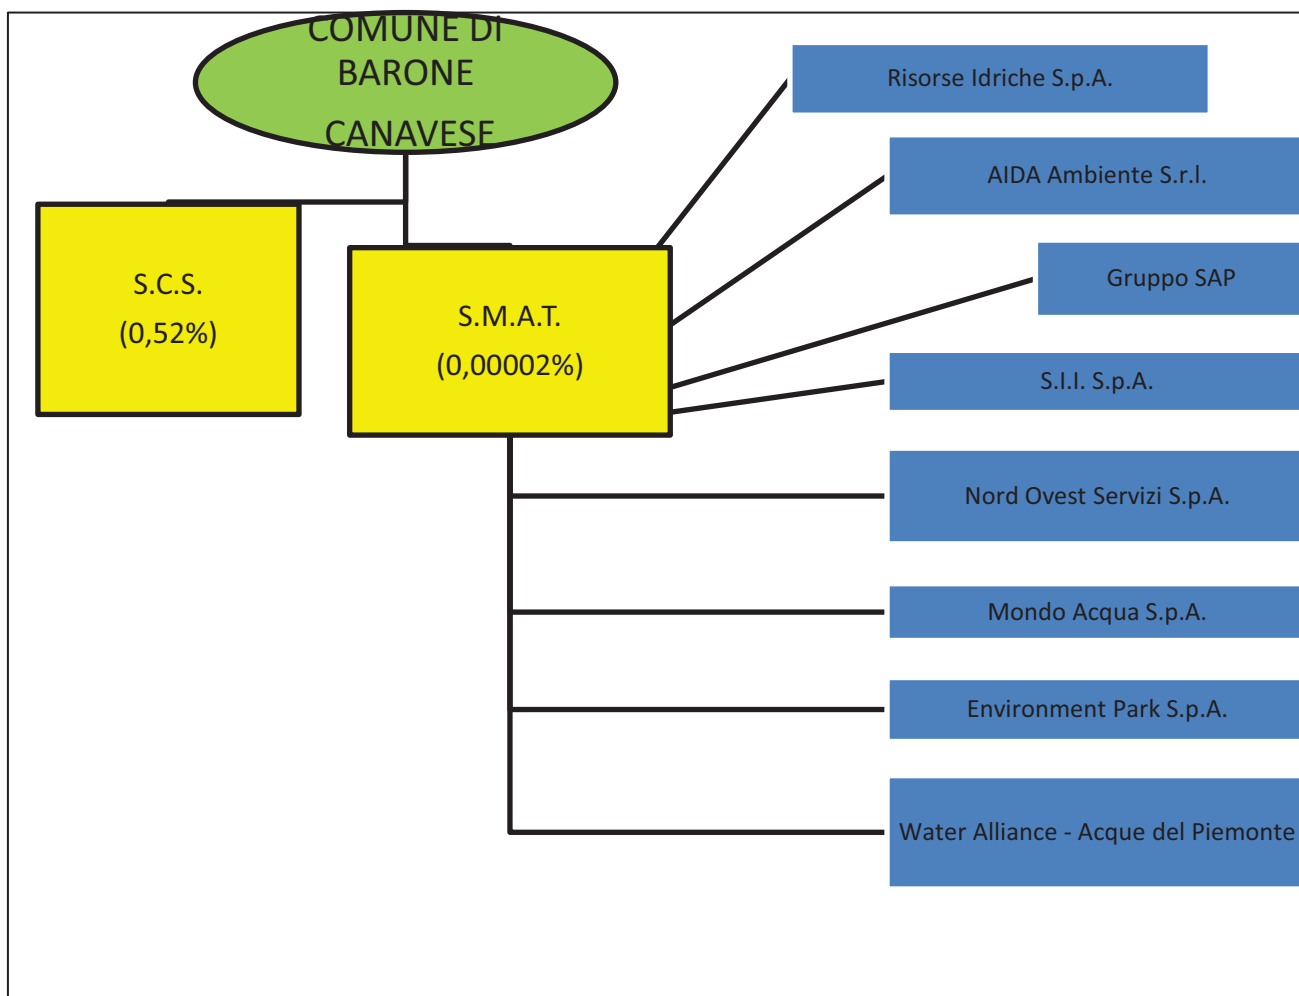 COMUNE DI
BARONE
CANAVESE
S.C.S.
(0,52%)
S.M.A.T.
(0,00002%)
Risorse Idriche S.p.A.
AIDA Ambiente S.r.l.
Gruppo SAP
S.I.I. S.p.A.
Nord Ovest Servizi S.p.A.
Mondo Acqua S.p.A.
Environment Park S.p.A.
Water Alliance - Acque del Piemonte